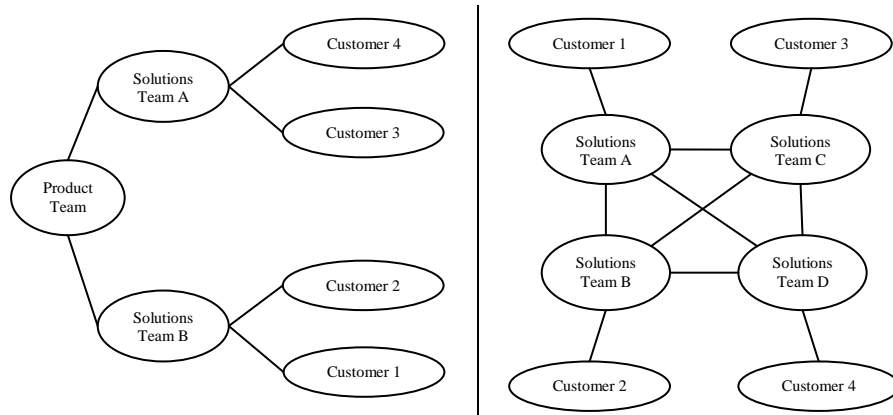 Customer 4
Solutions
Team A
Customer 3
Product
Team
Customer 2
Solutions
Team B
Customer 1
Customer 1
Customer 3
Solutions
Team A
Solutions
Team C
Solutions
Team B
Solutions
Team D
Customer 2
Customer 4